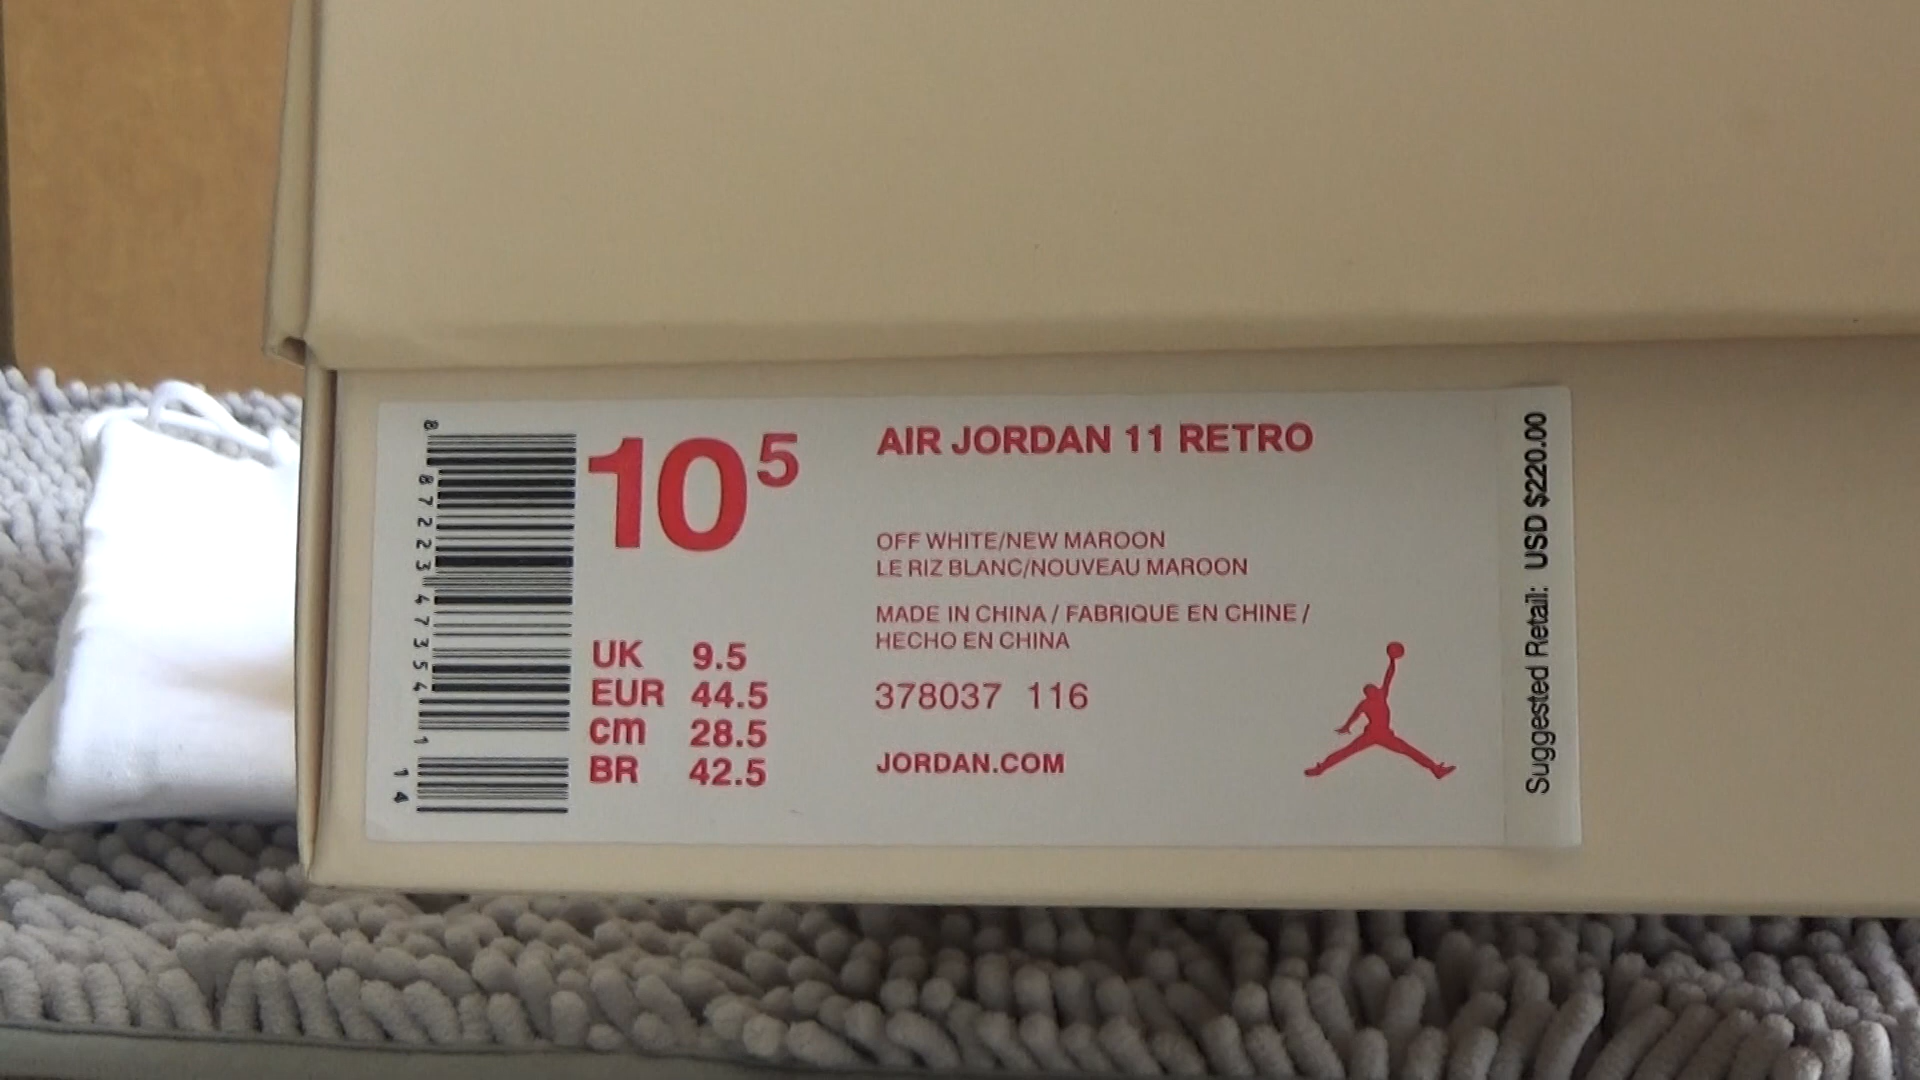 8 87223 47354 1
14
10 5
AIR JORDAN 11 RETRO
OFF WHITE/NEW MAROON
LE RIZ BLANC/NOUVEAU MAROON
MADE IN CHINA / FABRIQUE EN CHINE /
HECHO EN CHINA
UK 9.5
EUR 44.5
cm 28.5
BR 42.5
378037 116
JORDAN.COM
Suggested Retail: USD $220.00